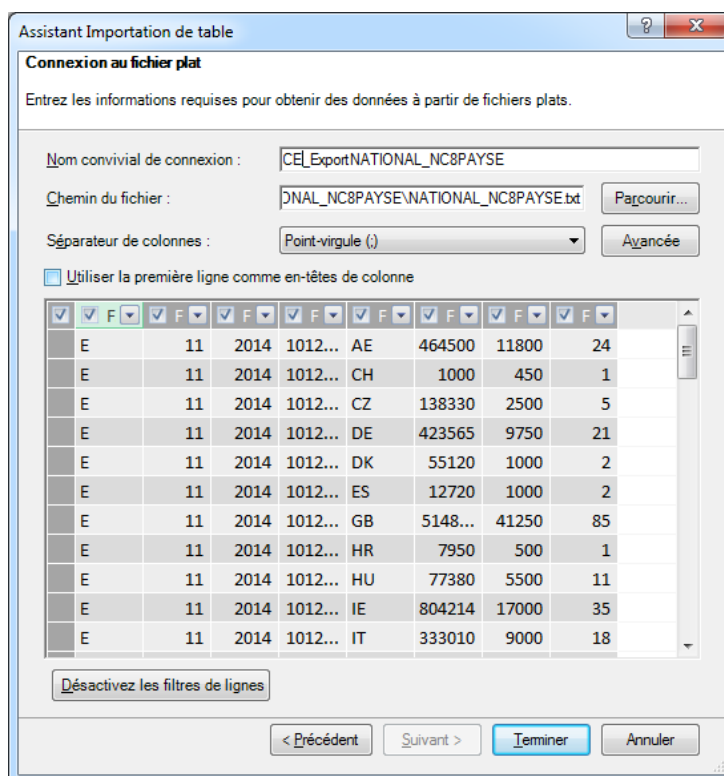 Assistant Importation de table
Connexion au fichier plat
Entrez les informations requises pour obtenir des données à partir de fichiers plats.
Nom convivial de connexion : CE_ExportNATIONAL_NC8PAYSE
Chemin du fichier : ONAL_NC8PAYSE\NATIONAL_NC8PAYSE.txt Parcourir...
Séparateur de colonnes : Point-virgule (;) Avancée
Utiliser la première ligne comme en-têtes de colonne
F F F F F F F F
E 11 2014 1012... AE 464500 11800 24
E 11 2014 1012... CH 1000 450 1
E 11 2014 1012... CZ 138330 2500 5
E 11 2014 1012... DE 423565 9750 21
E 11 2014 1012... DK 55120 1000 2
E 11 2014 1012... ES 12720 1000 2
E 11 2014 1012... GB 5148... 41250 85
E 11 2014 1012... HR 7950 500 1
E 11 2014 1012... HU 77380 5500 11
E 11 2014 1012... IE 804214 17000 35
E 11 2014 1012... IT 333010 9000 18
Désactivez les filtres de lignes
< Précédent Suivant > Terminer Annuler